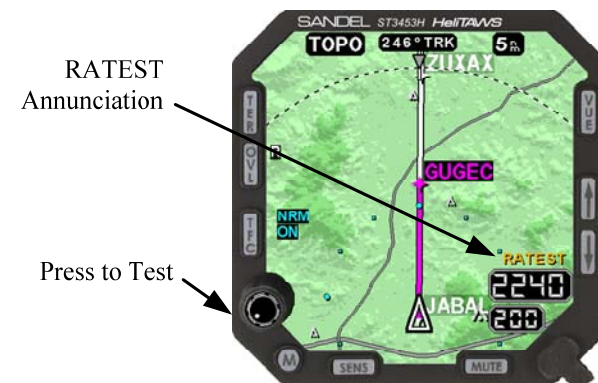 SANDEL ST3453H HeliTAWS
TOPO 246° TRK 5 n.m.
ZUXAX
RATEST
Annunciation
TER
OVL
VUE
R
GUGEC
NRM
ON
TFC
RATEST
Press to Test
2240
JABAL
200
M
SENS
MUTE